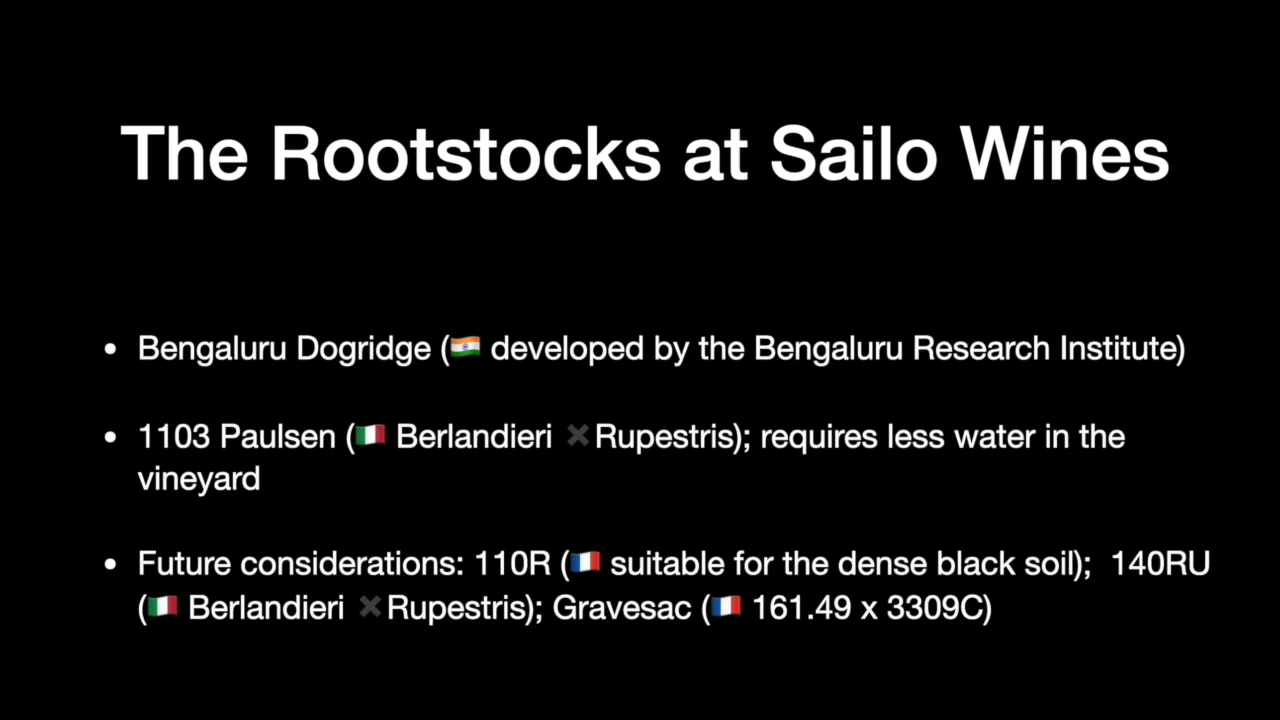 The Rootstocks at Sailo Wines
• Bengaluru Dogridge (🇮🇳 developed by the Bengaluru Research Institute)
• 1103 Paulsen (🇮🇹 Berlandieri ✖️Rupestris); requires less water in the
vineyard
• Future considerations: 110R (🇫🇷 suitable for the dense black soil);  140RU
(🇮🇹 Berlandieri ✖️Rupestris); Gravesac (🇫🇷 161.49 x 3309C)